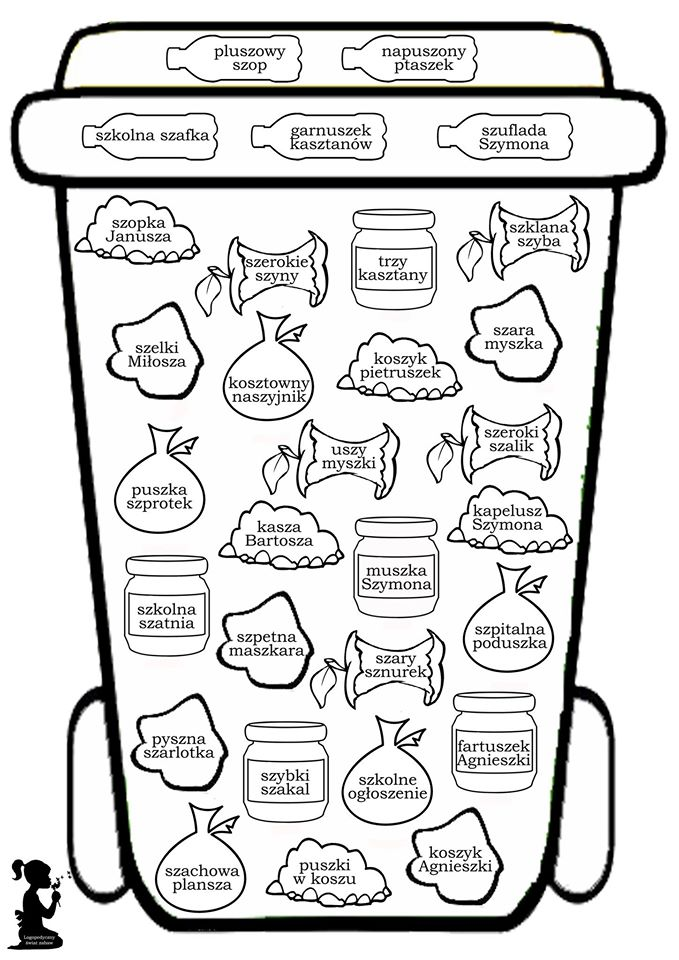 pluszowy
szop
napuszony
ptaszek
szkolna szafka
garnuszek
kasztanów
szuflada
Szymona
szopka
Janusza
szerokie
szyny
trzy
kasztany
szklana
szyba
szelki
Miłosza
kosztowny
naszyjnik
koszyk
pietruszek
szara
myszka
puszka
szprotek
uszy
myszki
szeroki
szalik
kasza
Bartosza
kapelusz
Szymona
szkolna
szatnia
muszka
Szymona
szpetna
maszkara
szary
sznurek
szpitalna
poduszka
pyszna
szarlotka
szybki
szakal
szkolne
ogłoszenie
fartuszek
Agnieszki
szachowa
plansza
puszki
w koszu
koszyk
Agnieszki
Logopedyczny
świat zabaw